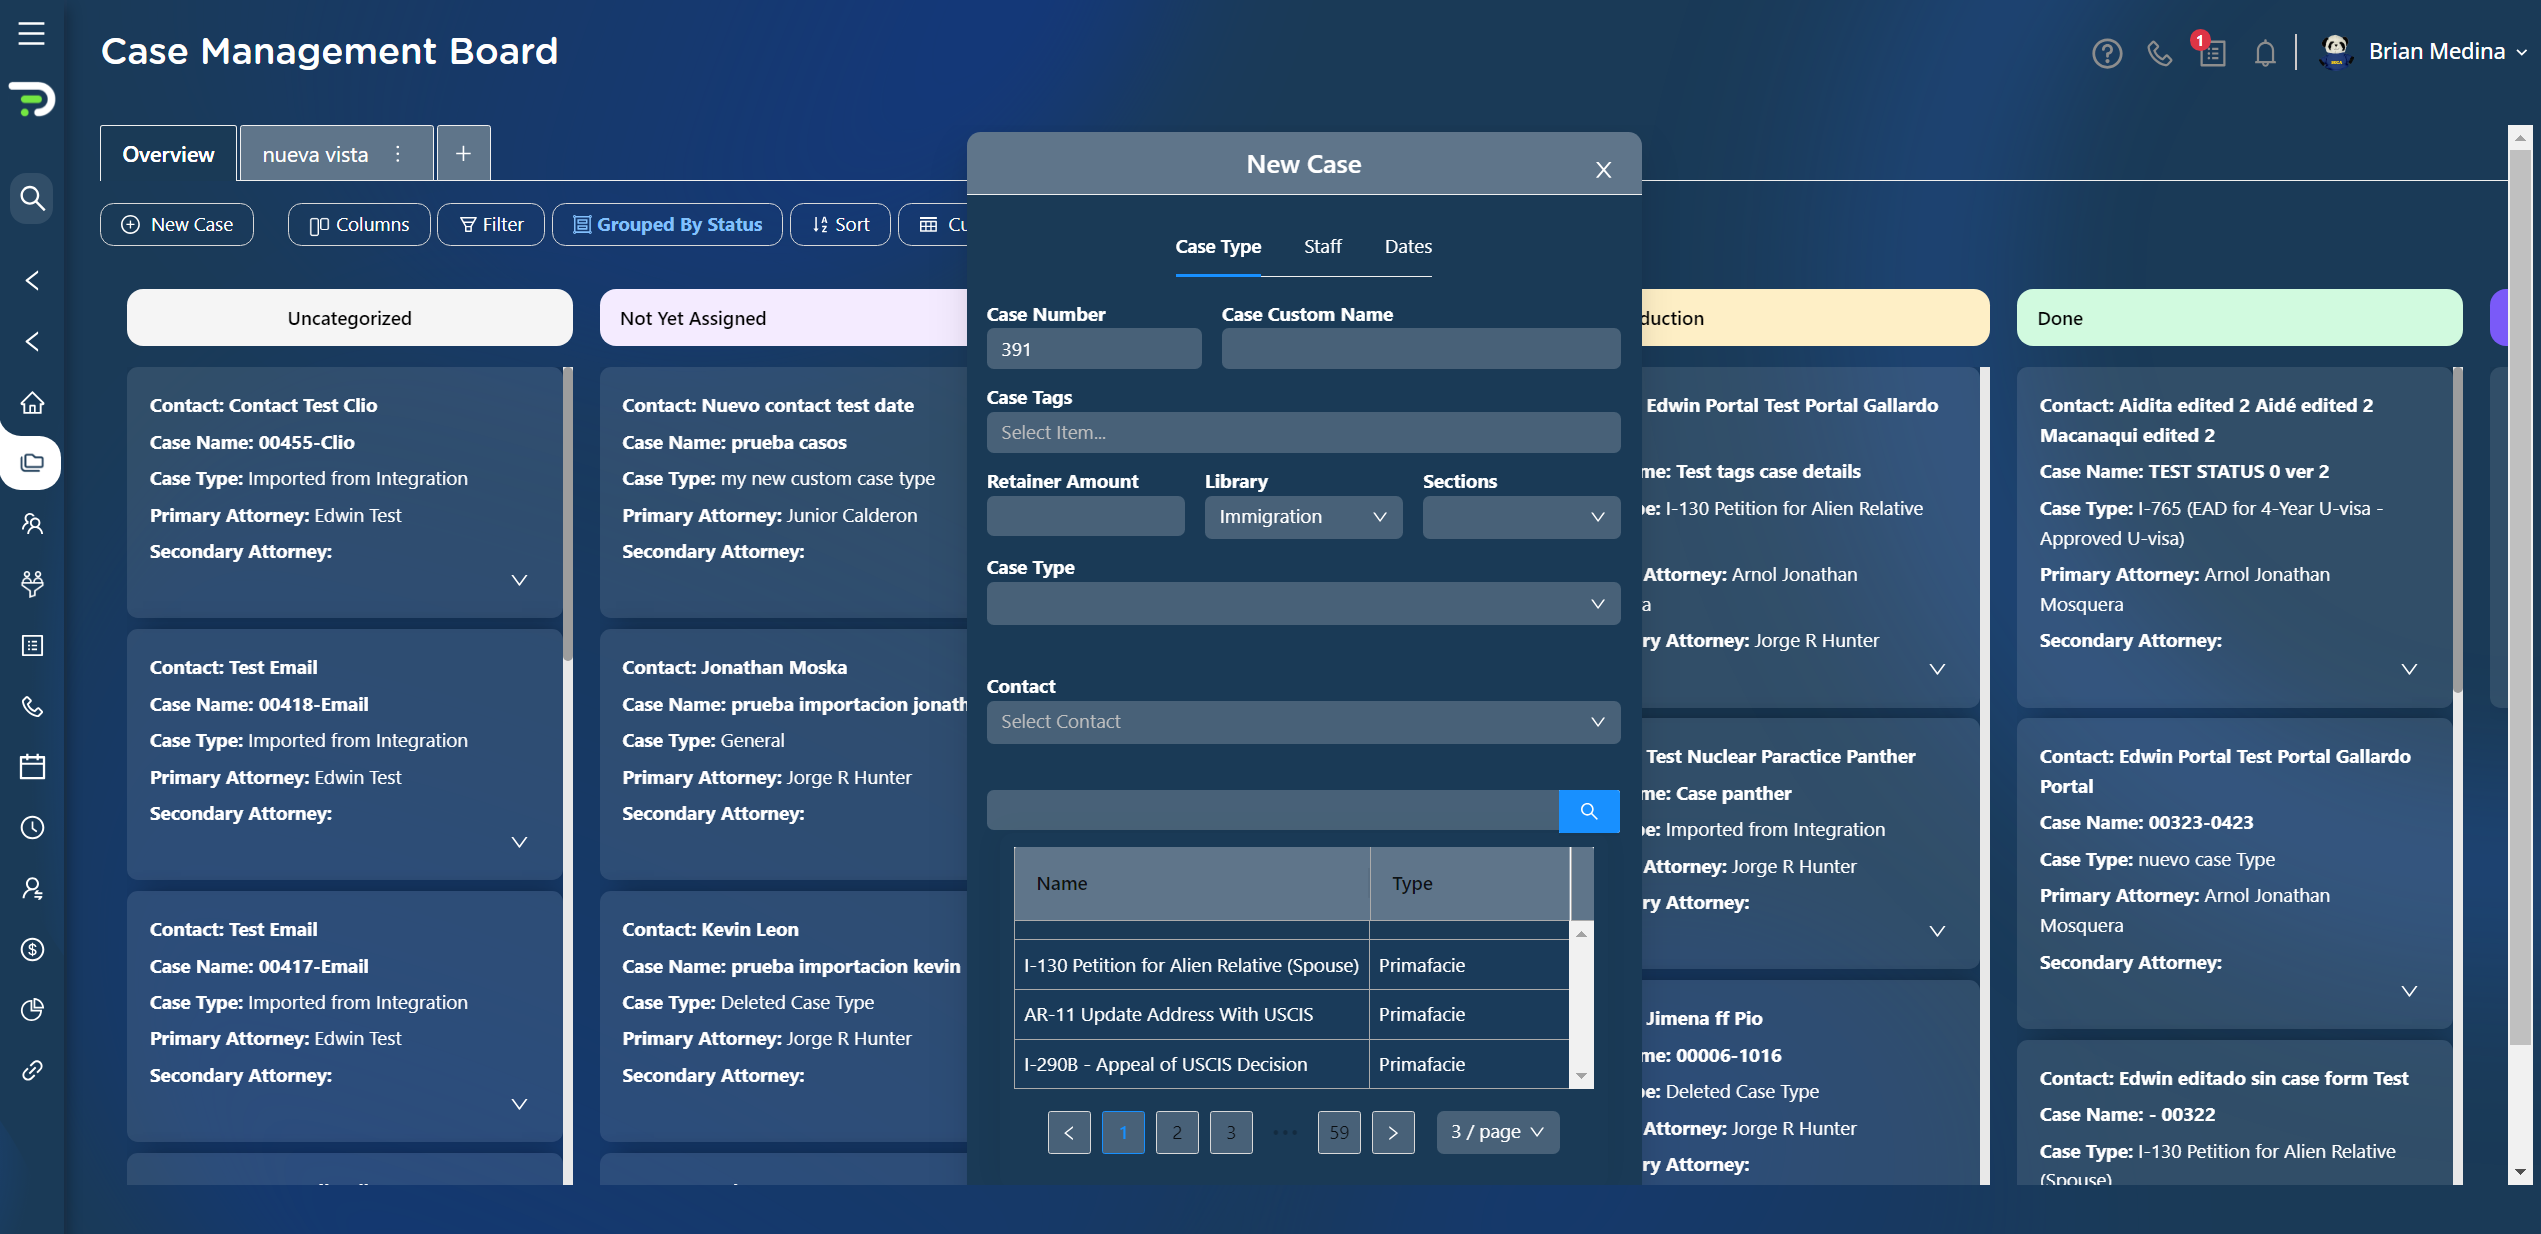 Case Management Board
1
Brian Medina
Overview
nueva vista
+
New Case
Columns
Filter
Grouped By Status
Sort
Cu
Uncategorized
Contact: Contact Test Clio
Case Name: 00455-Clio
Case Type: Imported from Integration
Primary Attorney: Edwin Test
Secondary Attorney:
Contact: Test Email
Case Name: 00418-Email
Case Type: Imported from Integration
Primary Attorney: Edwin Test
Secondary Attorney:
Contact: Test Email
Case Name: 00417-Email
Case Type: Imported from Integration
Primary Attorney: Edwin Test
Secondary Attorney:
Not Yet Assigned
Contact: Nuevo contact test date
Case Name: prueba casos
Case Type: my new custom case type
Primary Attorney: Junior Calderon
Secondary Attorney:
Contact: Jonathan Moska
Case Name: prueba importacion jonath
Case Type: General
Primary Attorney: Jorge R Hunter
Secondary Attorney:
Contact: Kevin Leon
Case Name: prueba importacion kevin
Case Type: Deleted Case Type
Primary Attorney: Jorge R Hunter
Secondary Attorney:
New Case
X
Case Type
Staff
Dates
Case Number
Case Custom Name
391
Case Tags
Select Item...
Retainer Amount
Library
Sections
Immigration
Case Type
Contact
Select Contact
Name
Type
I-130 Petition for Alien Relative (Spouse)
Primafacie
AR-11 Update Address With USCIS
Primafacie
I-290B - Appeal of USCIS Decision
Primafacie
<
1
2
3
•••
59
>
3 / page
duction
Edwin Portal Test Portal Gallardo
me: Test tags case details
e: I-130 Petition for Alien Relative
Attorney: Arnol Jonathan
a
ry Attorney: Jorge R Hunter
Test Nuclear Paractice Panther
me: Case panther
e: Imported from Integration
Attorney: Jorge R Hunter
ry Attorney:
Jimena ff Pio
me: 00006-1016
e: Deleted Case Type
Attorney: Jorge R Hunter
ry Attorney:
Done
Contact: Aidita edited 2 Aidé edited 2
Macanaqui edited 2
Case Name: TEST STATUS 0 ver 2
Case Type: I-765 (EAD for 4-Year U-visa -
Approved U-visa)
Primary Attorney: Arnol Jonathan
Mosquera
Secondary Attorney:
Contact: Edwin Portal Test Portal Gallardo
Portal
Case Name: 00323-0423
Case Type: nuevo case Type
Primary Attorney: Arnol Jonathan
Mosquera
Secondary Attorney:
Contact: Edwin editado sin case form Test
Case Name: - 00322
Case Type: I-130 Petition for Alien Relative
(Spouse)